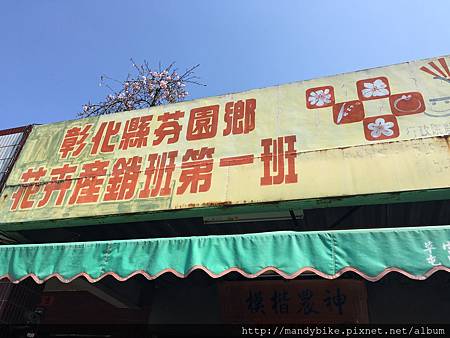 彰化縣芬園鄉
花卉產銷班第一班
模楷農神
http://mandybike.pixnet.net/album